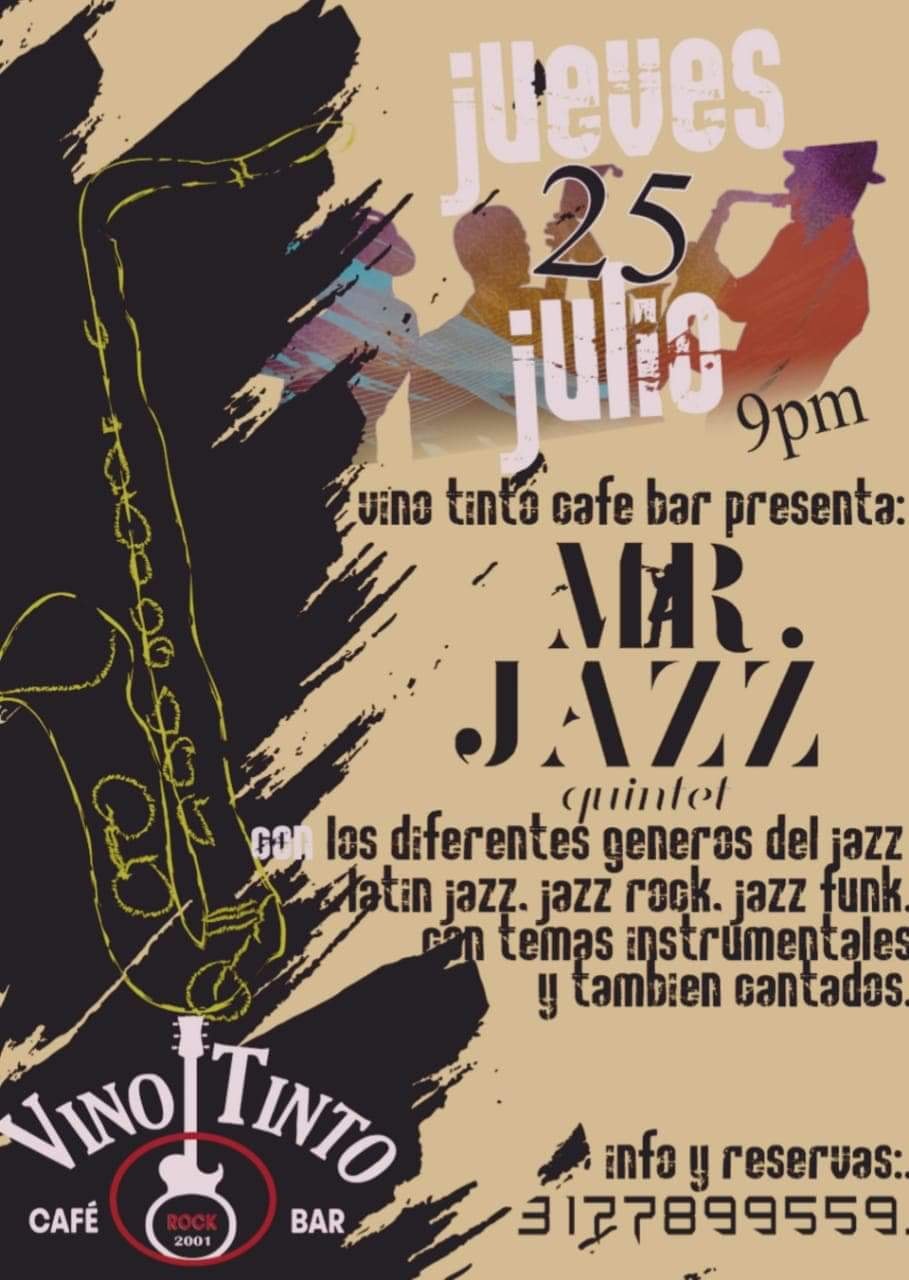 jueves
25
julio
9pm
vino tinto cafe bar presenta:
MR.
JAZZ
quintet
con los diferentes generos del jazz
latin jazz. jazz rock. jazz funk.
con temas instrumentales
y tambien cantados.
VINO TINTO
CAFÉ BAR
ROCK
2001
info y reservas:.
3177899559.